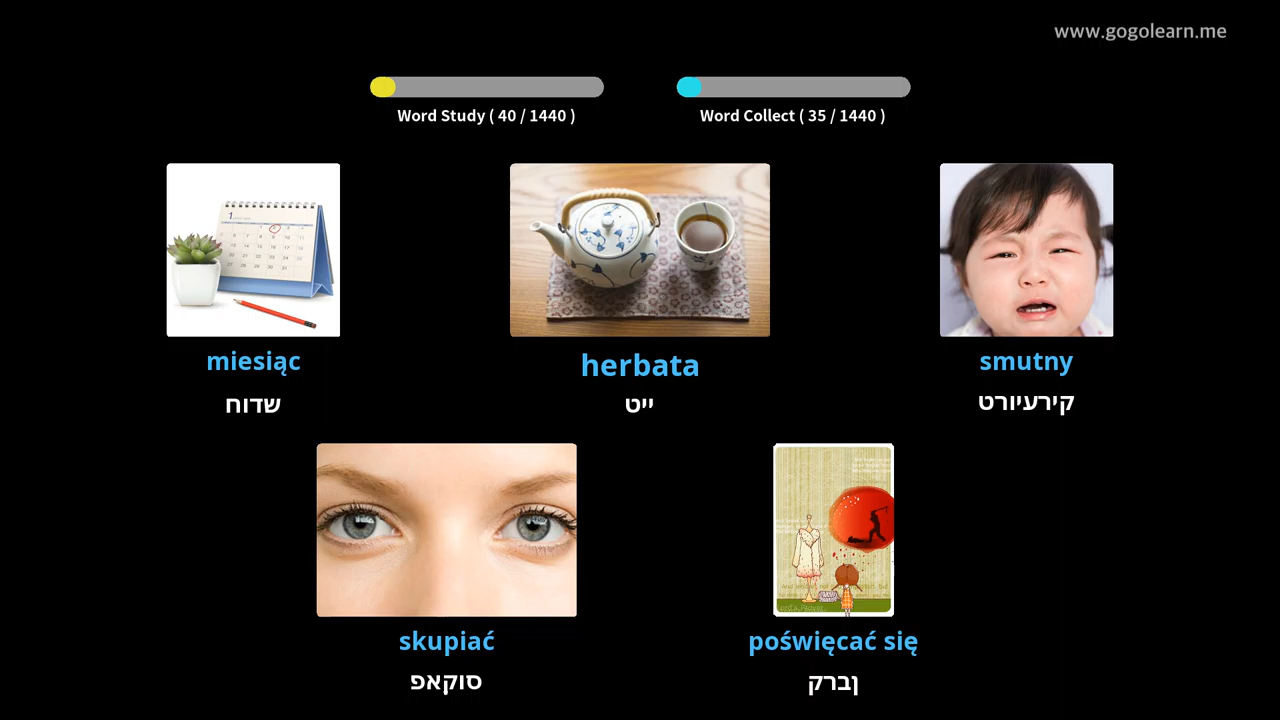 www.gogolearn.me
Word Study ( 40 / 1440 )
Word Collect ( 35 / 1440 )
miesiąc
שדוח
herbata
ייט
smutny
קירעיורט
skupiać
סוקאפ
poświęcać się
ןברק